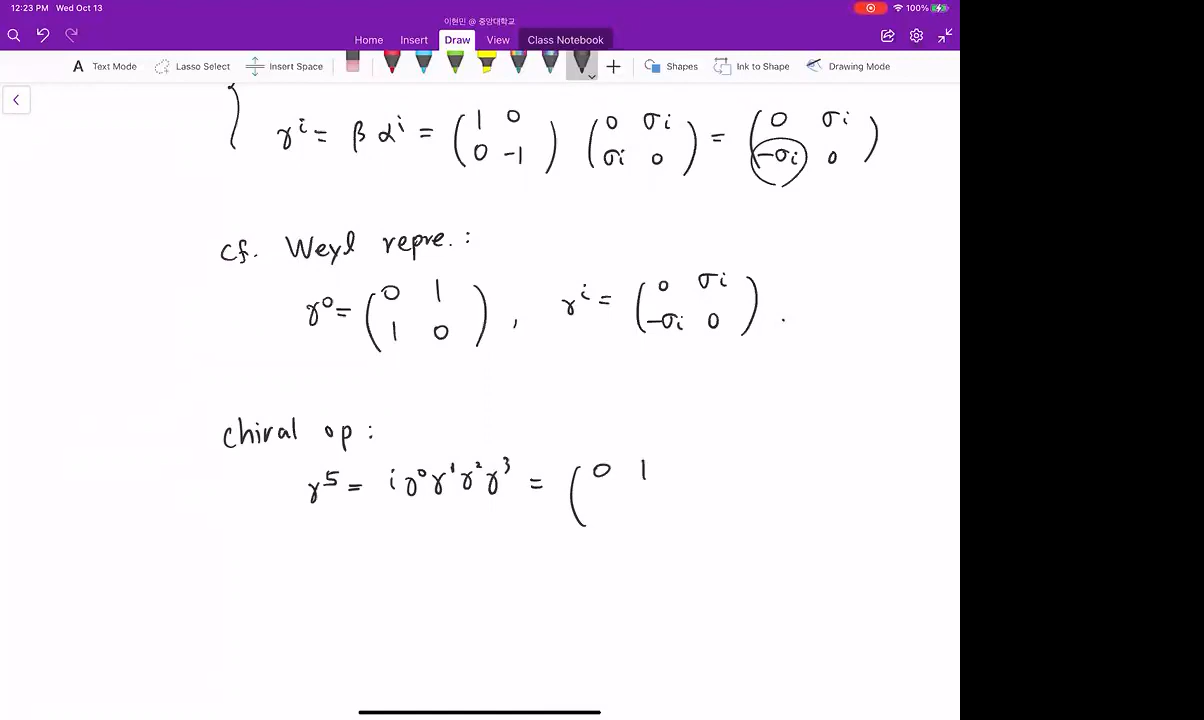 12:23 PM Wed Oct 13
100%
이현민 @ 중앙대학교
Home Insert Draw View Class Notebook
A Text Mode Lasso Select Insert Space Shapes Ink to Shape Drawing Mode
γ^i = β α^i = ( 1 0 ; 0 -1 ) ( 0 σi ; σi 0 ) = ( 0 σi ; -σi 0 )
cf. Weyl repre. :
γ^0 = ( 0 1 ; 1 0 ) , γ^i = ( 0 σi ; -σi 0 ) .
chiral op :
γ^5 = i γ^0 γ^1 γ^2 γ^3 = ( 0 1